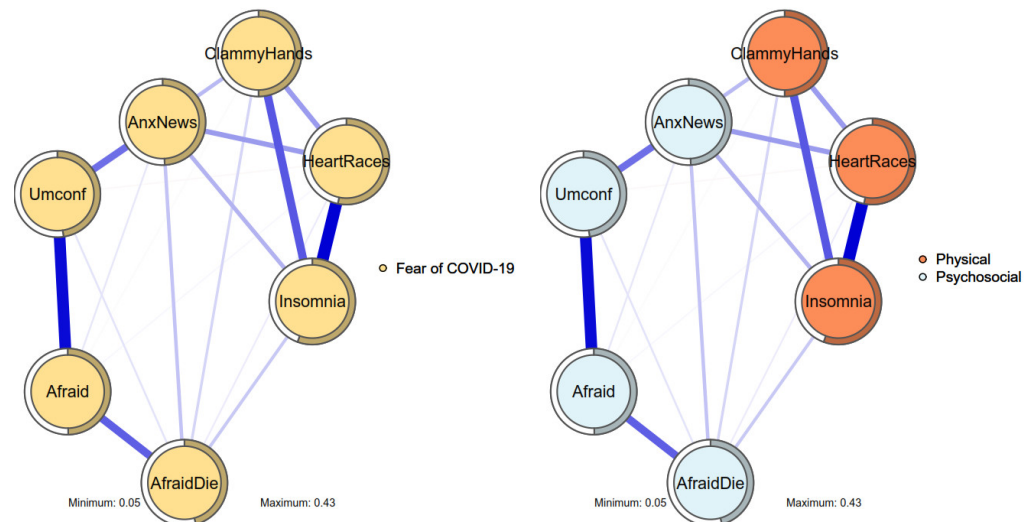 ClammyHands
AnxNews
HeartRaces
Umconf
Fear of COVID-19
Insomnia
Afraid
AfraidDie
Minimum: 0.05
Maximum: 0.43
ClammyHands
AnxNews
HeartRaces
Umconf
Physical
Psychosocial
Insomnia
Afraid
AfraidDie
Minimum: 0.05
Maximum: 0.43